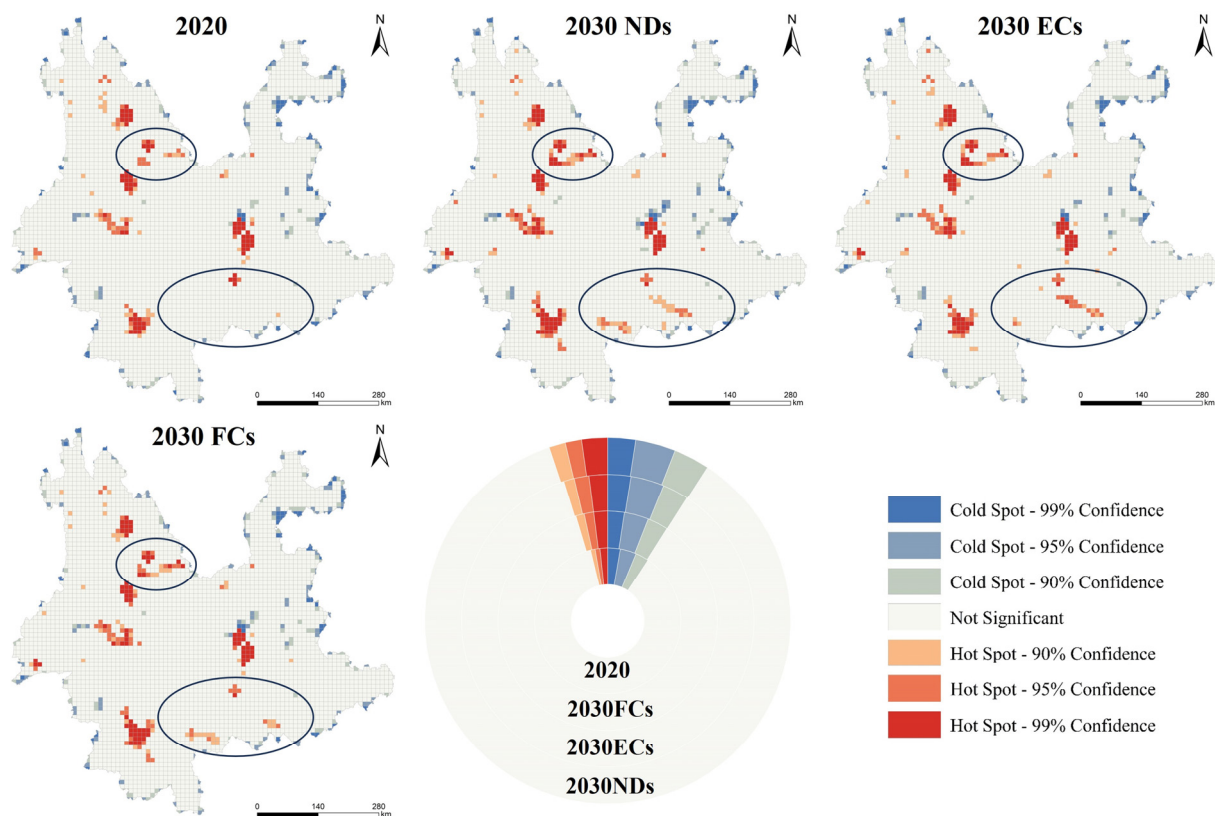 2020
N
2030 NDs
N
2030 ECs
N
0 140 280
km
0 140 280
km
0 140 280
km
2030 FCs
N
0 140 280
km
2020
2030FCs
2030ECs
2030NDs
Cold Spot - 99% Confidence
Cold Spot - 95% Confidence
Cold Spot - 90% Confidence
Not Significant
Hot Spot - 90% Confidence
Hot Spot - 95% Confidence
Hot Spot - 99% Confidence